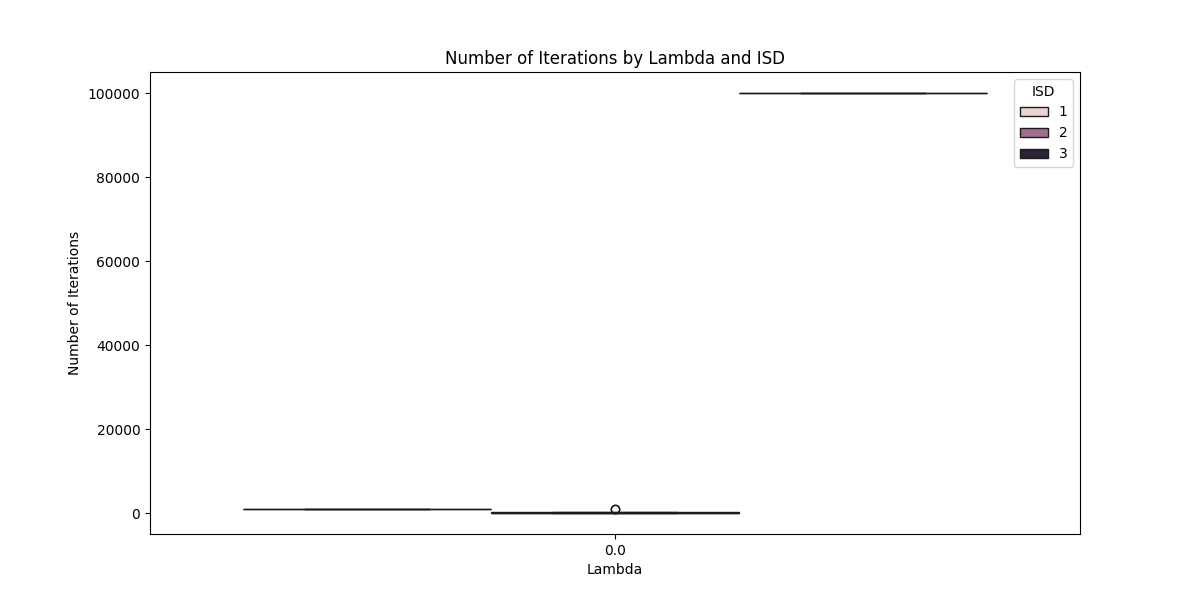 Number of Iterations by Lambda and ISD
Number of Iterations
100000
80000
60000
40000
20000
0
0.0
Lambda
ISD
1
2
3